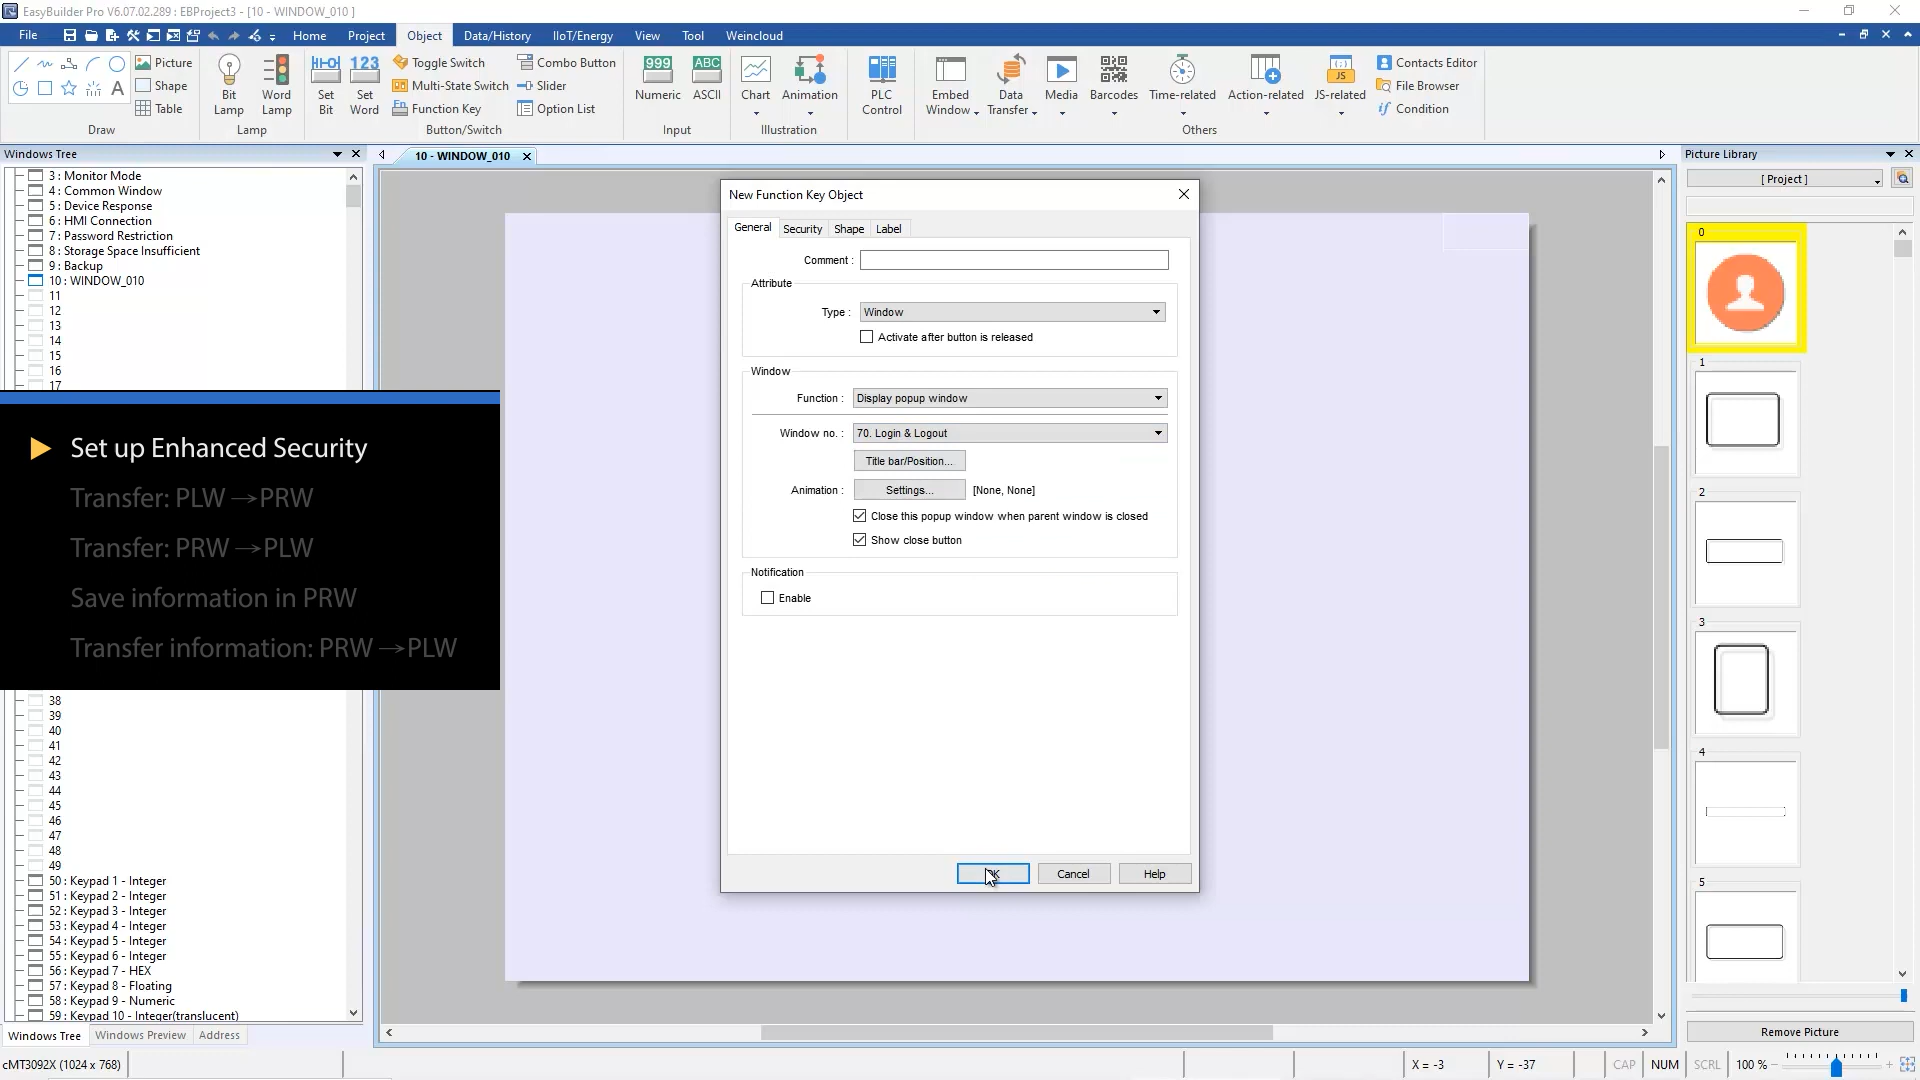 EasyBuilder Pro V6.07.02.289 : EBProject3 - [10 - WINDOW_010 ]
File Home Project Object Data/History IIoT/Energy View Tool Weincloud
Picture
Shape
Table
Draw
Bit Lamp
Word Lamp
Lamp
Set Bit
123
Set Word
Toggle Switch
Multi-State Switch
Function Key
Combo Button
Slider
Option List
Button/Switch
999
Numeric
ABC
ASCII
Input
Chart
Animation
Illustration
PLC Control
Embed Window
Data Transfer
Media
Barcodes
Time-related
Action-related
JS
JS-related
Contacts Editor
File Browser
Condition
Others
Windows Tree
3 : Monitor Mode
4 : Common Window
5 : Device Response
6 : HMI Connection
7 : Password Restriction
8 : Storage Space Insufficient
9 : Backup
10 : WINDOW_010
11
12
13
14
15
16
17
Set up Enhanced Security
Transfer: PLW →PRW
Transfer: PRW →PLW
Save information in PRW
Transfer information: PRW →PLW
38
39
40
41
42
43
44
45
46
47
48
49
50 : Keypad 1 - Integer
51 : Keypad 2 - Integer
52 : Keypad 3 - Integer
53 : Keypad 4 - Integer
54 : Keypad 5 - Integer
55 : Keypad 6 - Integer
56 : Keypad 7 - HEX
57 : Keypad 8 - Floating
58 : Keypad 9 - Numeric
59 : Keypad 10 - Integer(translucent)
Windows Tree Windows Preview Address
10 - WINDOW_010
New Function Key Object
General Security Shape Label
Comment :
Attribute
Type : Window
Activate after button is released
Window
Function : Display popup window
Window no. : 70. Login & Logout
Title bar/Position...
Animation : Settings... [None, None]
Close this popup window when parent window is closed
Show close button
Notification
Enable
Cancel Help
Picture Library
[ Project ]
0
1
2
3
4
5
Remove Picture
cMT3092X (1024 x 768) X = -3 Y = -37 CAP NUM SCRL 100 %